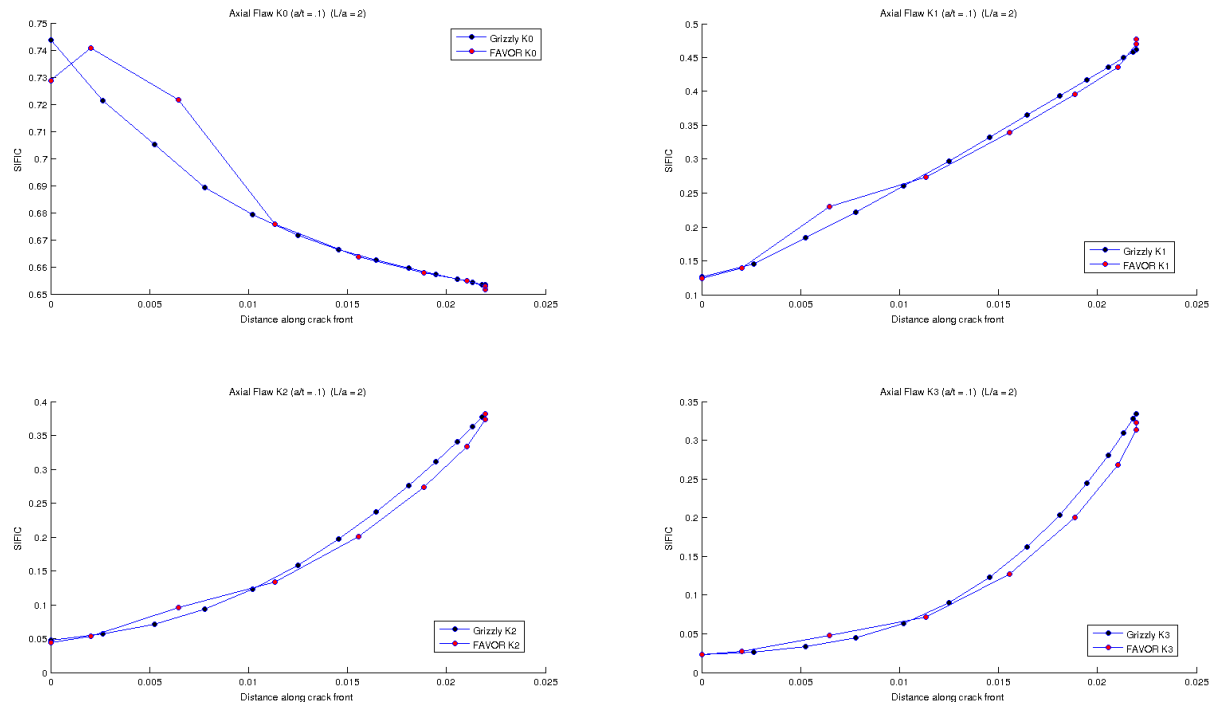 Axial Flaw K0 (a/t = .1) (L/a = 2)
0.75
0.74
0.73
0.72
0.71
0.7
0.69
0.68
0.67
0.66
0.65
SIFIC
0 0.005 0.01 0.015 0.02 0.025
Distance along crack front
Grizzly K0
FAVOR K0
Axial Flaw K1 (a/t = .1) (L/a = 2)
0.5
0.45
0.4
0.35
0.3
0.25
0.2
0.15
0.1
SIFIC
0 0.005 0.01 0.015 0.02 0.025
Distance along crack front
Grizzly K1
FAVOR K1
Axial Flaw K2 (a/t = .1) (L/a = 2)
0.4
0.35
0.3
0.25
0.2
0.15
0.1
0.05
0
SIFIC
0 0.005 0.01 0.015 0.02 0.025
Distance along crack front
Grizzly K2
FAVOR K2
Axial Flaw K3 (a/t = .1) (L/a = 2)
0.35
0.3
0.25
0.2
0.15
0.1
0.05
0
SIFIC
0 0.005 0.01 0.015 0.02 0.025
Distance along crack front
Grizzly K3
FAVOR K3